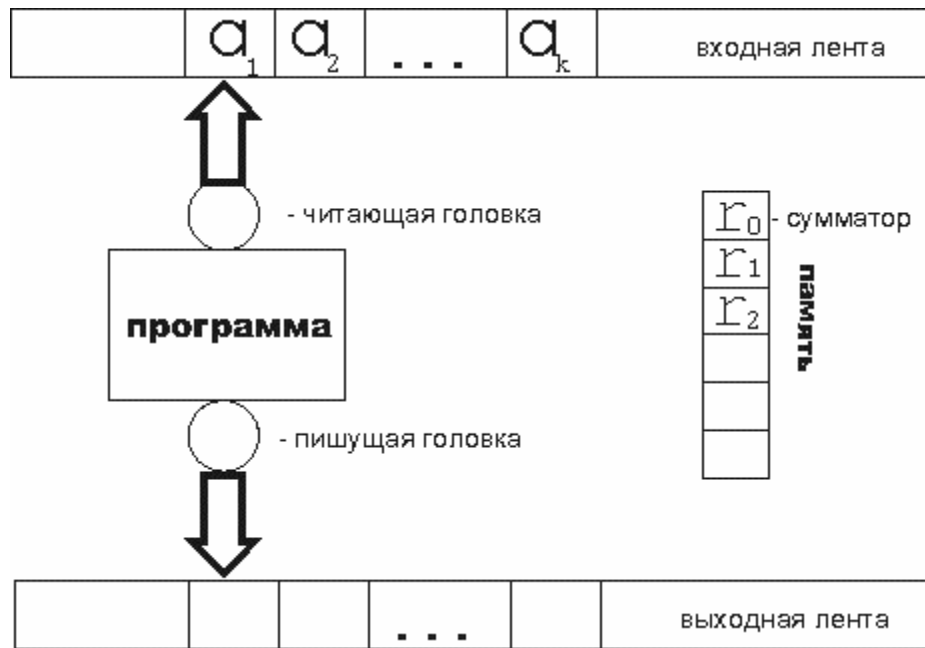 a₁ a₂ ... aₖ входная лента
- читающая головка
r₀ - сумматор
r₁
r₂
память
программа
- пишущая головка
... выходная лента